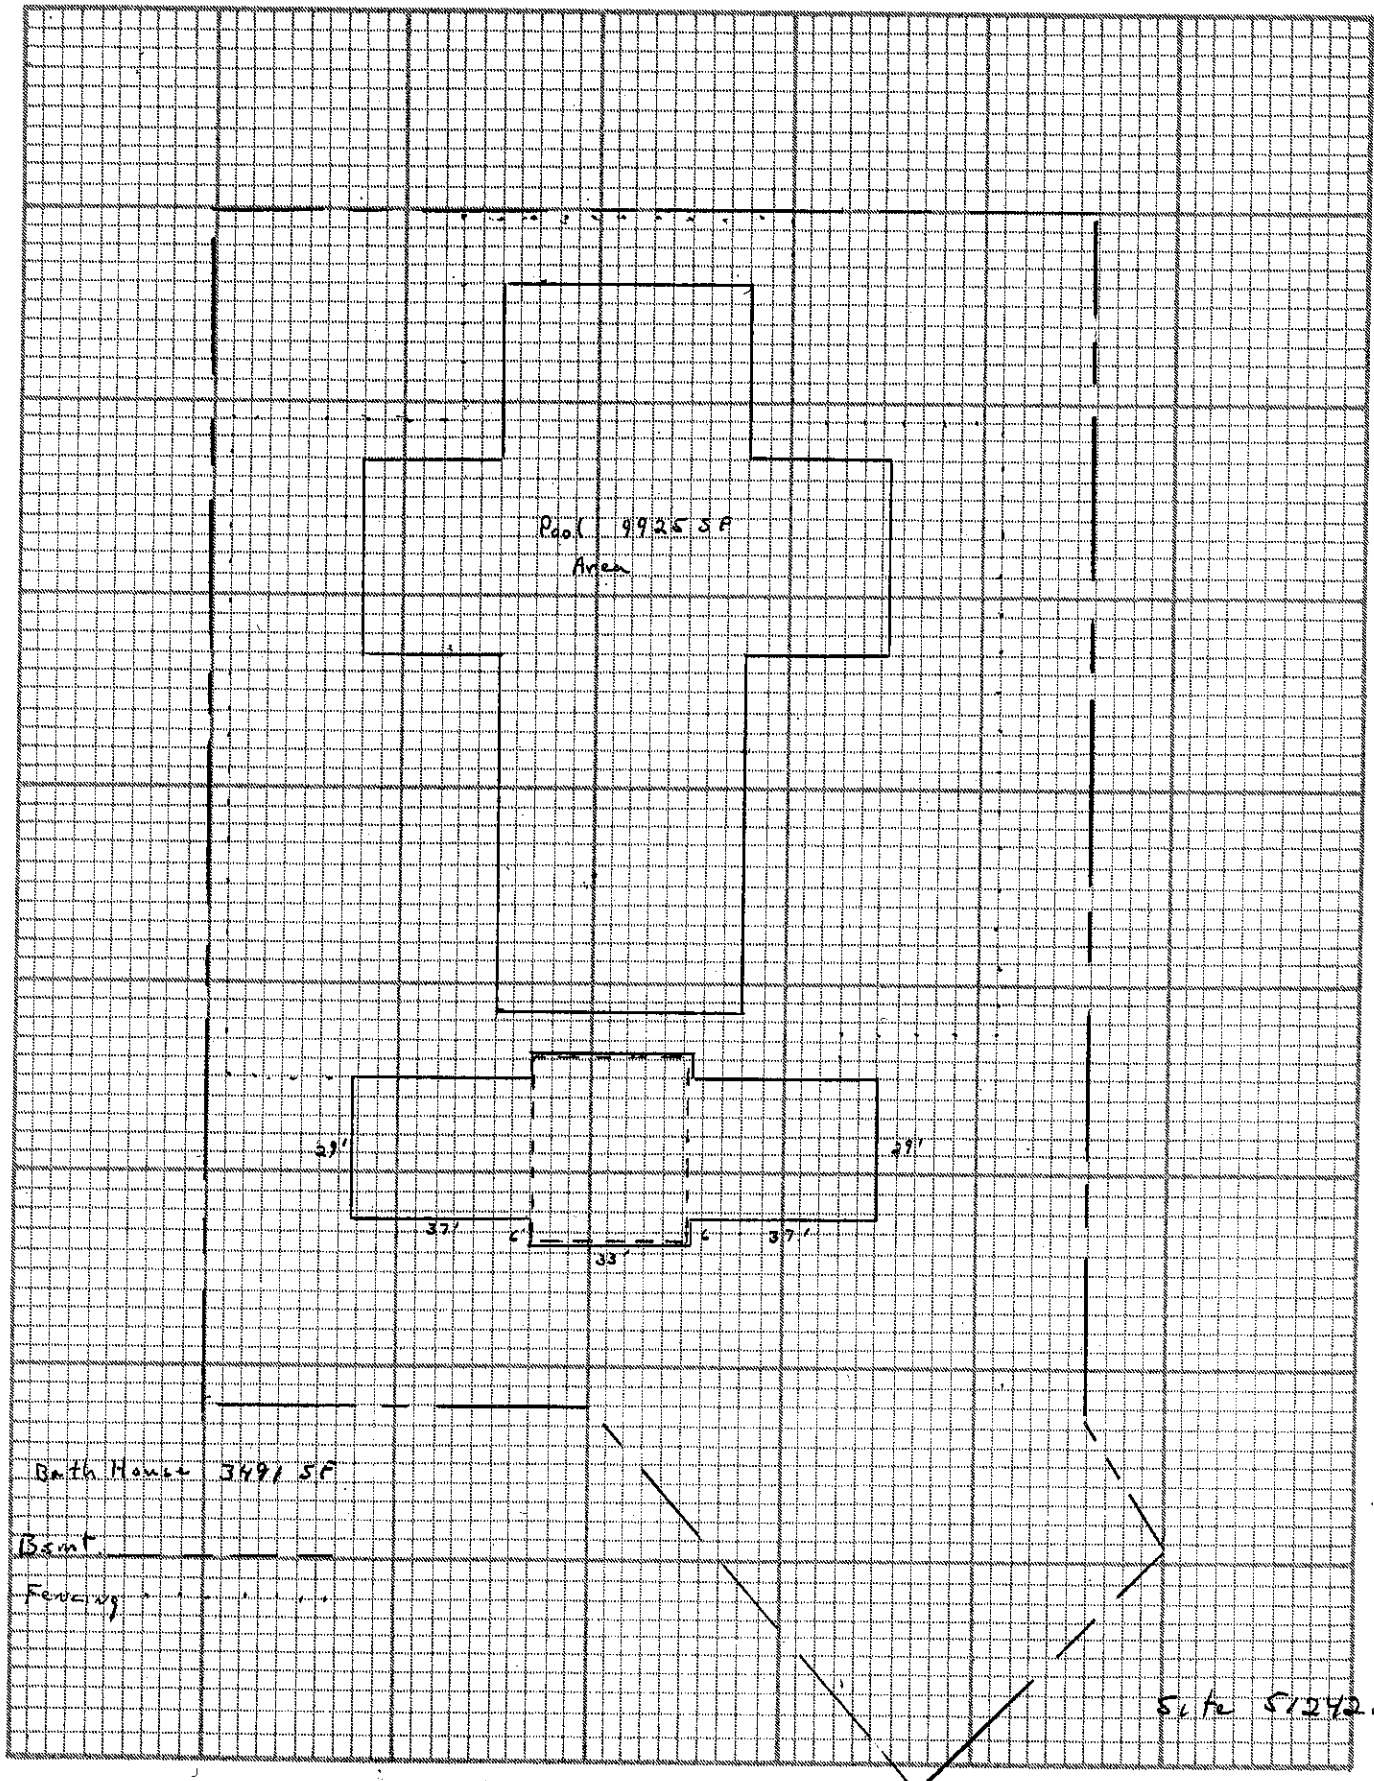 Pool 9925 SF
Area
29'
29'
37'
6'
6
37'
33'
Bath House 3491 SF
Bsmt.
Fencing
Site 51242.